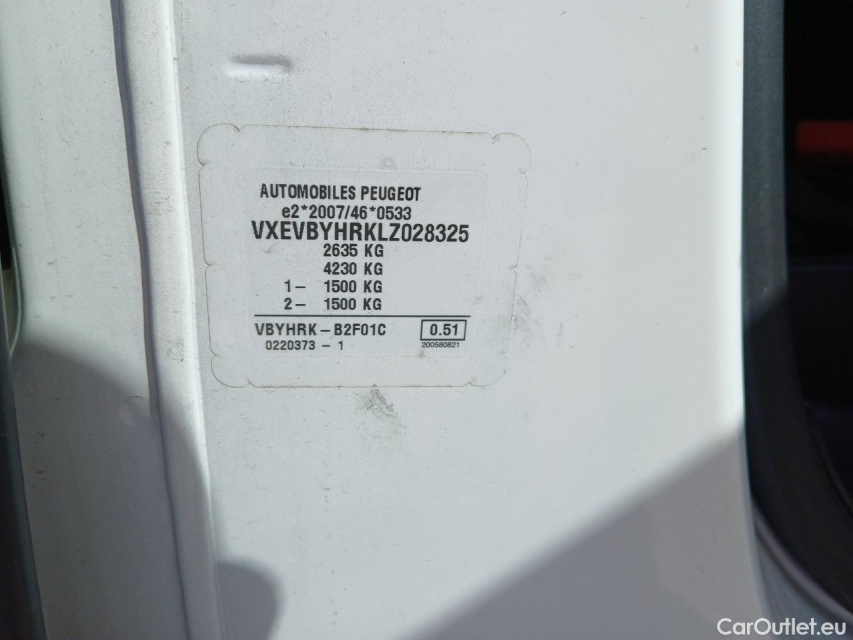 AUTOMOBILES PEUGEOT
e2*2007/46*0533
VXEVBYHRKLZ028325
2635 KG
4230 KG
1– 1500 KG
2– 1500 KG
VBYHRK – B2F01C 0.51
0220373 – 1 200580821
CarOutlet.eu